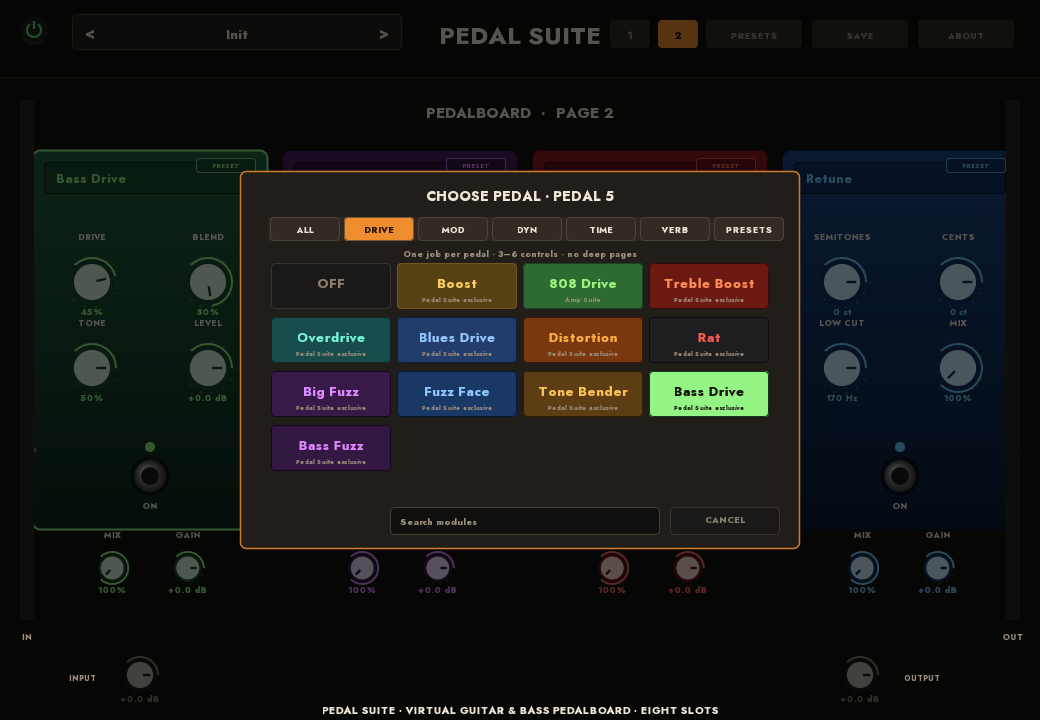 < Init > PEDAL SUITE 1 2 PRESETS SAVE ABOUT
PEDALBOARD · PAGE 2
PRESET PRESET PRESET PRESET
Bass Drive Retune
CHOOSE PEDAL · PEDAL 5
ALL DRIVE MOD DYN TIME VERB PRESETS
One job per pedal · 3–6 controls · no deep pages
DRIVE BLEND SEMITONES CENTS
OFF Boost 808 Drive Treble Boost
Pedal Suite exclusive Amp Suite Pedal Suite exclusive
45% 80% 0 st 0 ct
TONE LEVEL LOW CUT MIX
Overdrive Blues Drive Distortion Rat
Pedal Suite exclusive Pedal Suite exclusive Pedal Suite exclusive Pedal Suite exclusive
Big Fuzz Fuzz Face Tone Bender Bass Drive
Pedal Suite exclusive Pedal Suite exclusive Pedal Suite exclusive Pedal Suite exclusive
50% +0.0 dB 170 Hz 100%
Bass Fuzz
Pedal Suite exclusive
ON ON
Search modules CANCEL
MIX GAIN MIX GAIN
100% +0.0 dB 100% +0.0 dB 100% +0.0 dB 100% +0.0 dB
IN OUT
INPUT OUTPUT
+0.0 dB +0.0 dB
PEDAL SUITE · VIRTUAL GUITAR & BASS PEDALBOARD · EIGHT SLOTS